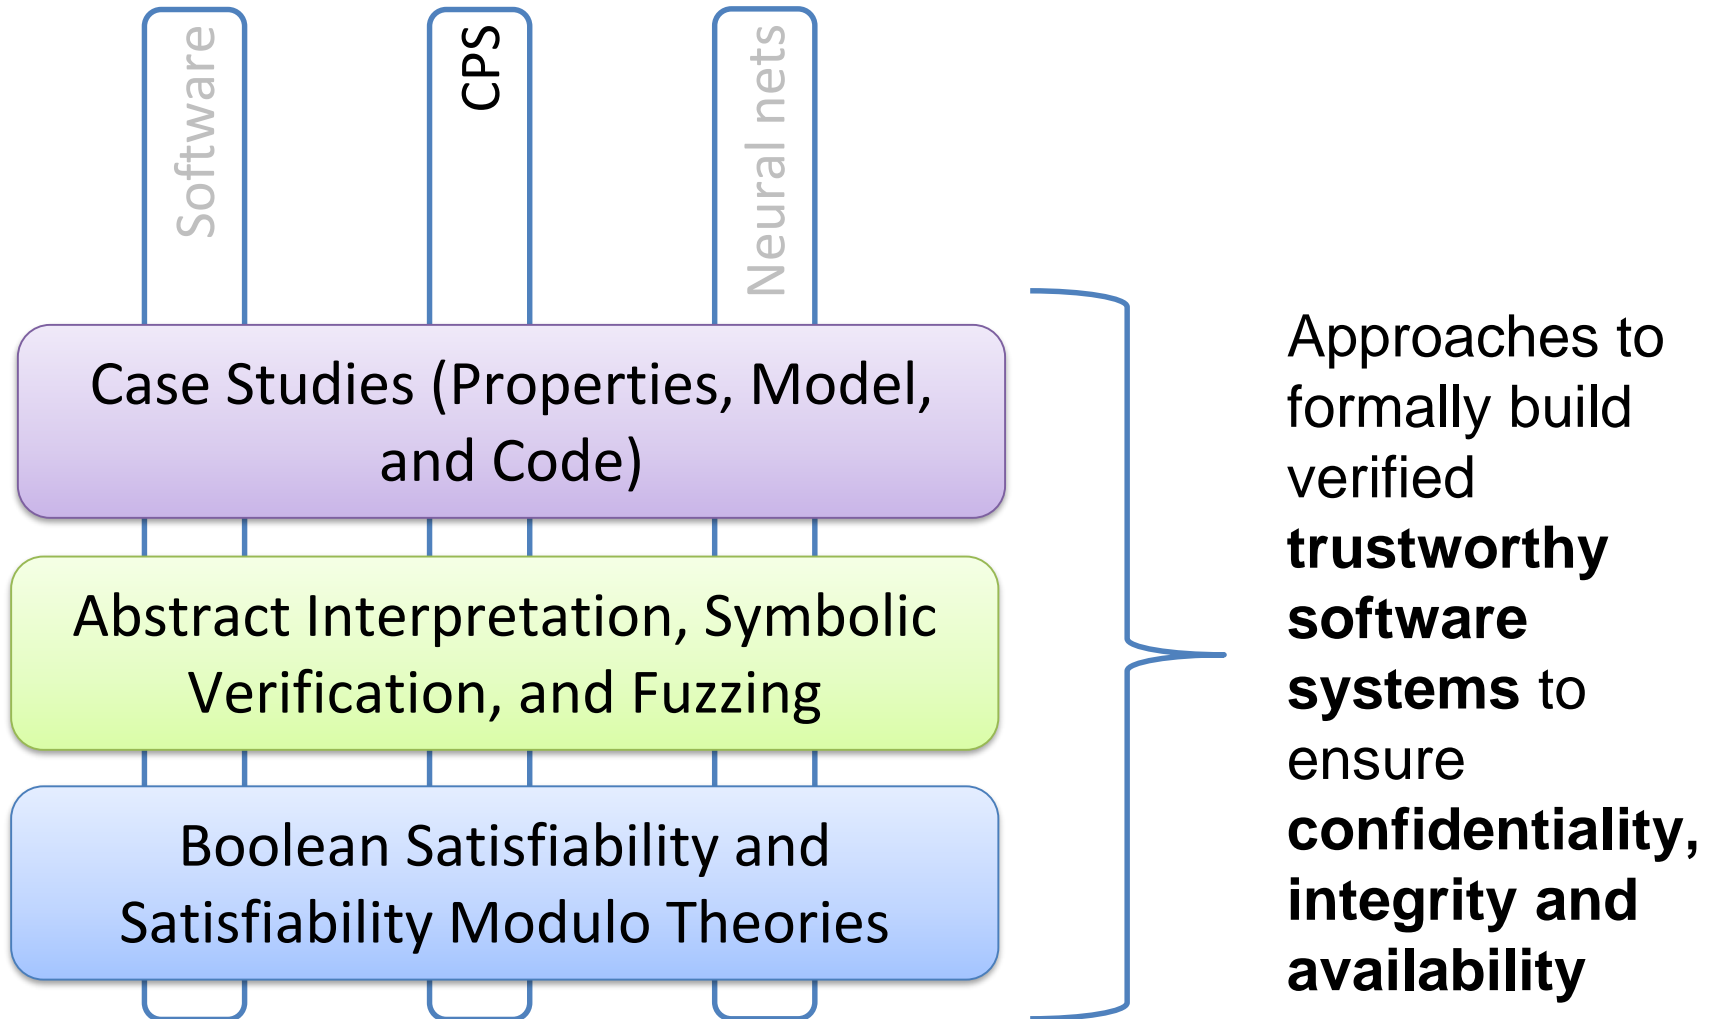 Software
CPS
Neural nets
Case Studies (Properties, Model,
and Code)
Abstract Interpretation, Symbolic
Verification, and Fuzzing
Boolean Satisfiability and
Satisfiability Modulo Theories
Approaches to
formally build
verified
trustworthy
software
systems to
ensure
confidentiality,
integrity and
availability